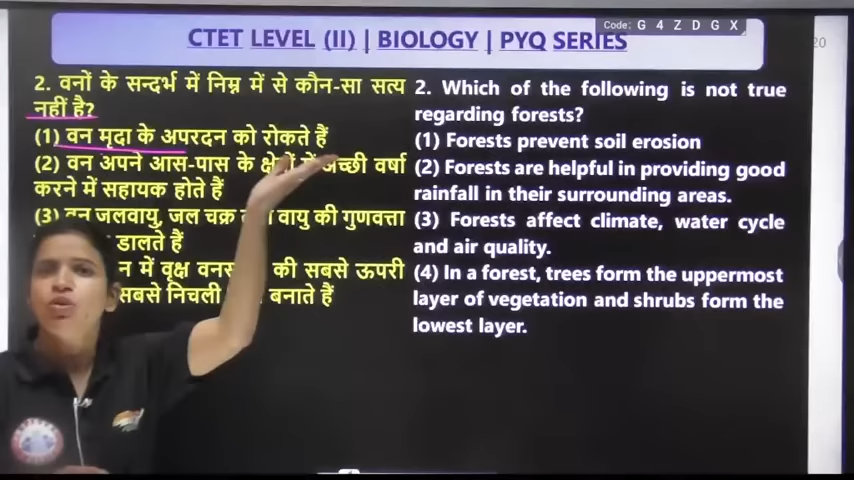 Code: G 4 Z D G X
CTET LEVEL (II) | BIOLOGY | PYQ SERIES
20
2. वनों के सन्दर्भ में निम्न में से कौन-सा सत्य
नहीं है?
(1) वन मृदा के अपरदन को रोकते हैं
(2) वन अपने आस-पास के क्षेत्रों में अच्छी वर्षा
करने में सहायक होते हैं
(3) वन जलवायु, जल चक्र वायु की गुणवत्ता
डालते हैं
में वृक्ष की सबसे ऊपरी
सबसे निचली बनाते हैं
2. Which of the following is not true
regarding forests?
(1) Forests prevent soil erosion
(2) Forests are helpful in providing good
rainfall in their surrounding areas.
(3) Forests affect climate, water cycle
and air quality.
(4) In a forest, trees form the uppermost
layer of vegetation and shrubs form the
lowest layer.